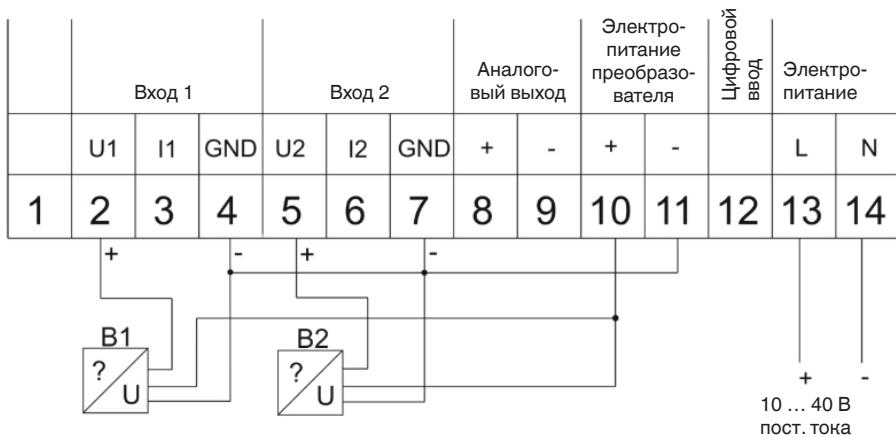 Вход 1
Вход 2
Аналого-
вый выход
Электро-
питание
преобразо-
вателя
Цифровой
ввод
Электро-
питание
U1 I1 GND U2 I2 GND + - + - L N
1 2 3 4 5 6 7 8 9 10 11 12 13 14
+ - + -
B1
? U
B2
? U
+ -
10 ... 40 В
пост. тока